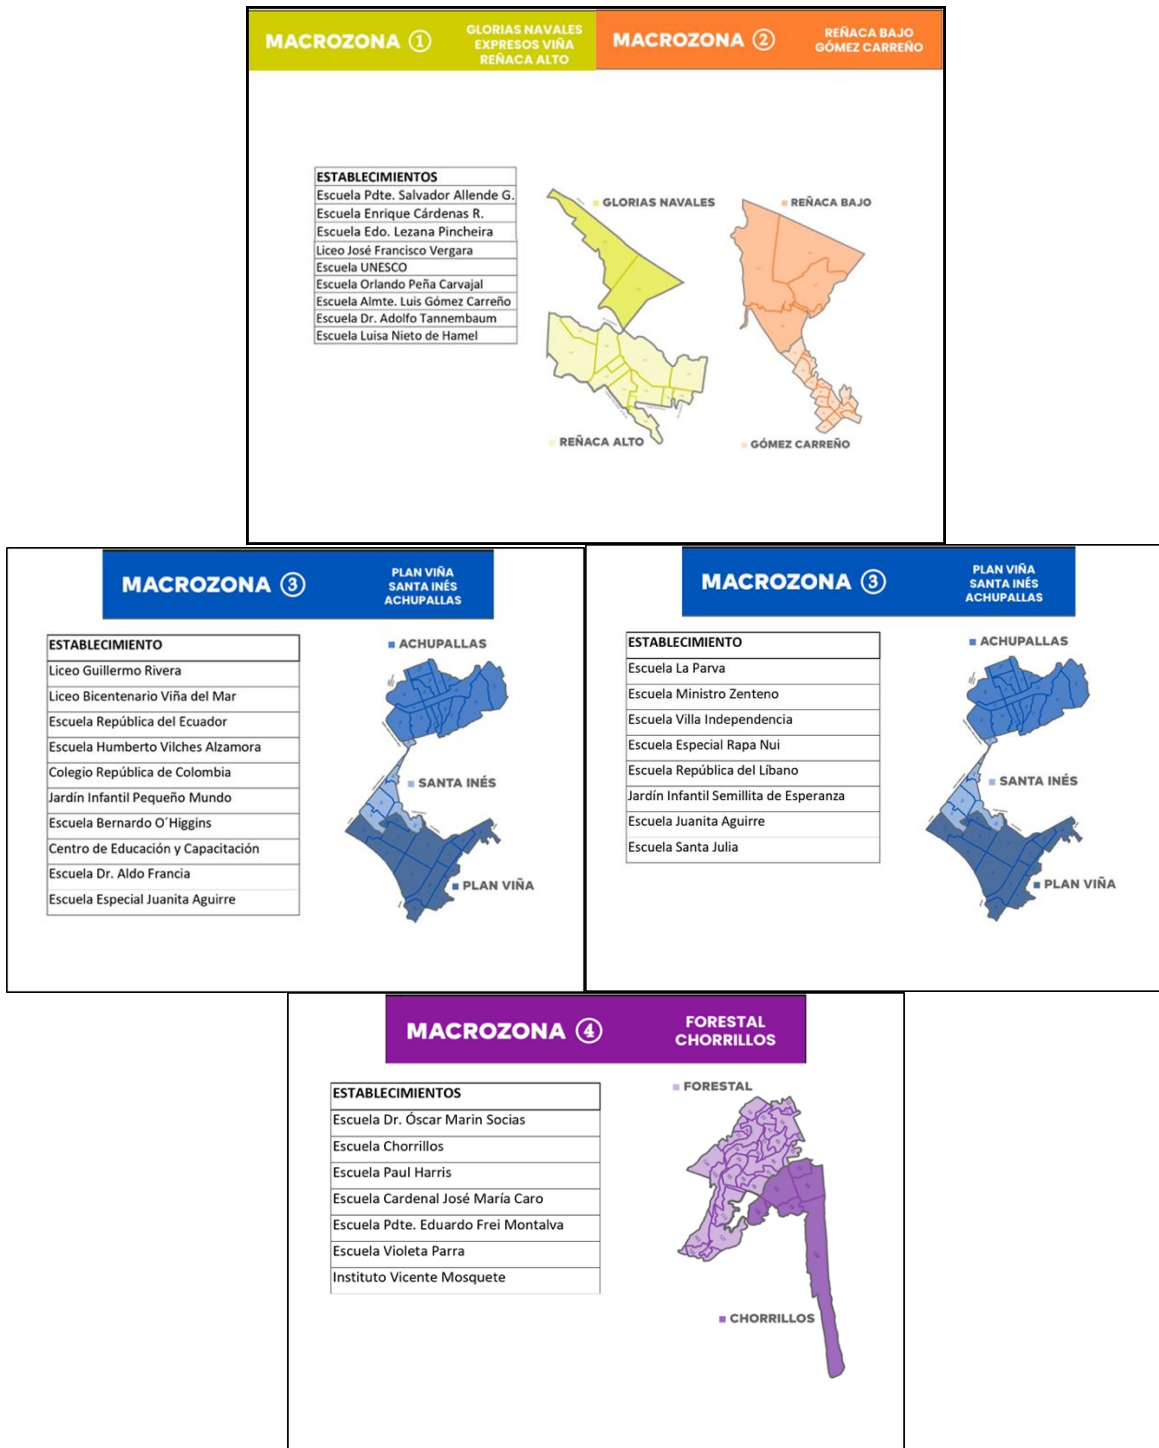 MACROZONA ①
GLORIAS NAVALES
EXPRESOS VIÑA
REÑACA ALTO
MACROZONA ②
REÑACA BAJO
GÓMEZ CARREÑO
ESTABLECIMIENTOS
Escuela Pdte. Salvador Allende G.
Escuela Enrique Cárdenas R.
Escuela Edo. Lezana Pincheira
Liceo José Francisco Vergara
Escuela UNESCO
Escuela Orlando Peña Carvajal
Escuela Almte. Luis Gómez Carreño
Escuela Dr. Adolfo Tannembaum
Escuela Luisa Nieto de Hamel
GLORIAS NAVALES
REÑACA ALTO
REÑACA BAJO
GÓMEZ CARREÑO
MACROZONA ③
PLAN VIÑA
SANTA INÉS
ACHUPALLAS
ESTABLECIMIENTO
Liceo Guillermo Rivera
Liceo Bicentenario Viña del Mar
Escuela República del Ecuador
Escuela Humberto Vilches Alzamora
Colegio República de Colombia
Jardín Infantil Pequeño Mundo
Escuela Bernardo O´Higgins
Centro de Educación y Capacitación
Escuela Dr. Aldo Francia
Escuela Especial Juanita Aguirre
ACHUPALLAS
SANTA INÉS
PLAN VIÑA
MACROZONA ③
PLAN VIÑA
SANTA INÉS
ACHUPALLAS
ESTABLECIMIENTO
Escuela La Parva
Escuela Ministro Zenteno
Escuela Villa Independencia
Escuela Especial Rapa Nui
Escuela República del Líbano
Jardín Infantil Semillita de Esperanza
Escuela Juanita Aguirre
Escuela Santa Julia
ACHUPALLAS
SANTA INÉS
PLAN VIÑA
MACROZONA ④
FORESTAL
CHORRILLOS
ESTABLECIMIENTOS
Escuela Dr. Óscar Marin Socias
Escuela Chorrillos
Escuela Paul Harris
Escuela Cardenal José María Caro
Escuela Pdte. Eduardo Frei Montalva
Escuela Violeta Parra
Instituto Vicente Mosquete
FORESTAL
CHORRILLOS